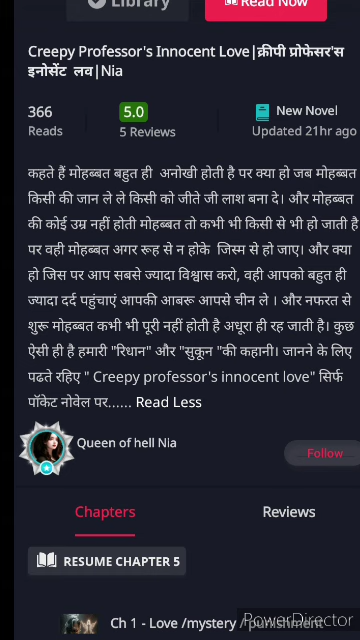 Library
Read Now
Creepy Professor's Innocent Love|क्रीपी प्रोफेसर'स
इनोसेंट लव|Nia
366
Reads
5.0
5 Reviews
New Novel
Updated 21hr ago
कहते हैं मोहब्बत बहुत ही अनोखी होती है पर क्या हो जब मोहब्बत
किसी की जान ले ले किसी को जीते जी लाश बना दे। और मोहब्बत
की कोई उम्र नहीं होती मोहब्बत तो कभी भी किसी से भी हो जाती है
पर वही मोहब्बत अगर रूह से न होके जिस्म से हो जाए। और क्या
हो जिस पर आप सबसे ज्यादा विश्वास करो, वही आपको बहुत ही
ज्यादा दर्द पहुंचाएं आपकी आबरू आपसे चीन ले । और नफरत से
शुरू मोहब्बत कभी भी पूरी नहीं होती है अधूरा ही रह जाती है। कुछ
ऐसी ही है हमारी "रिधान" और "सुकून "की कहानी। जानने के लिए
पढते रहिए " Creepy professor's innocent love" सिर्फ
पॉकेट नोवेल पर...... Read Less
Queen of hell Nia
Follow
Chapters
Reviews
RESUME CHAPTER 5
Ch 1 - Love /mystery / punishment
PowerDirector